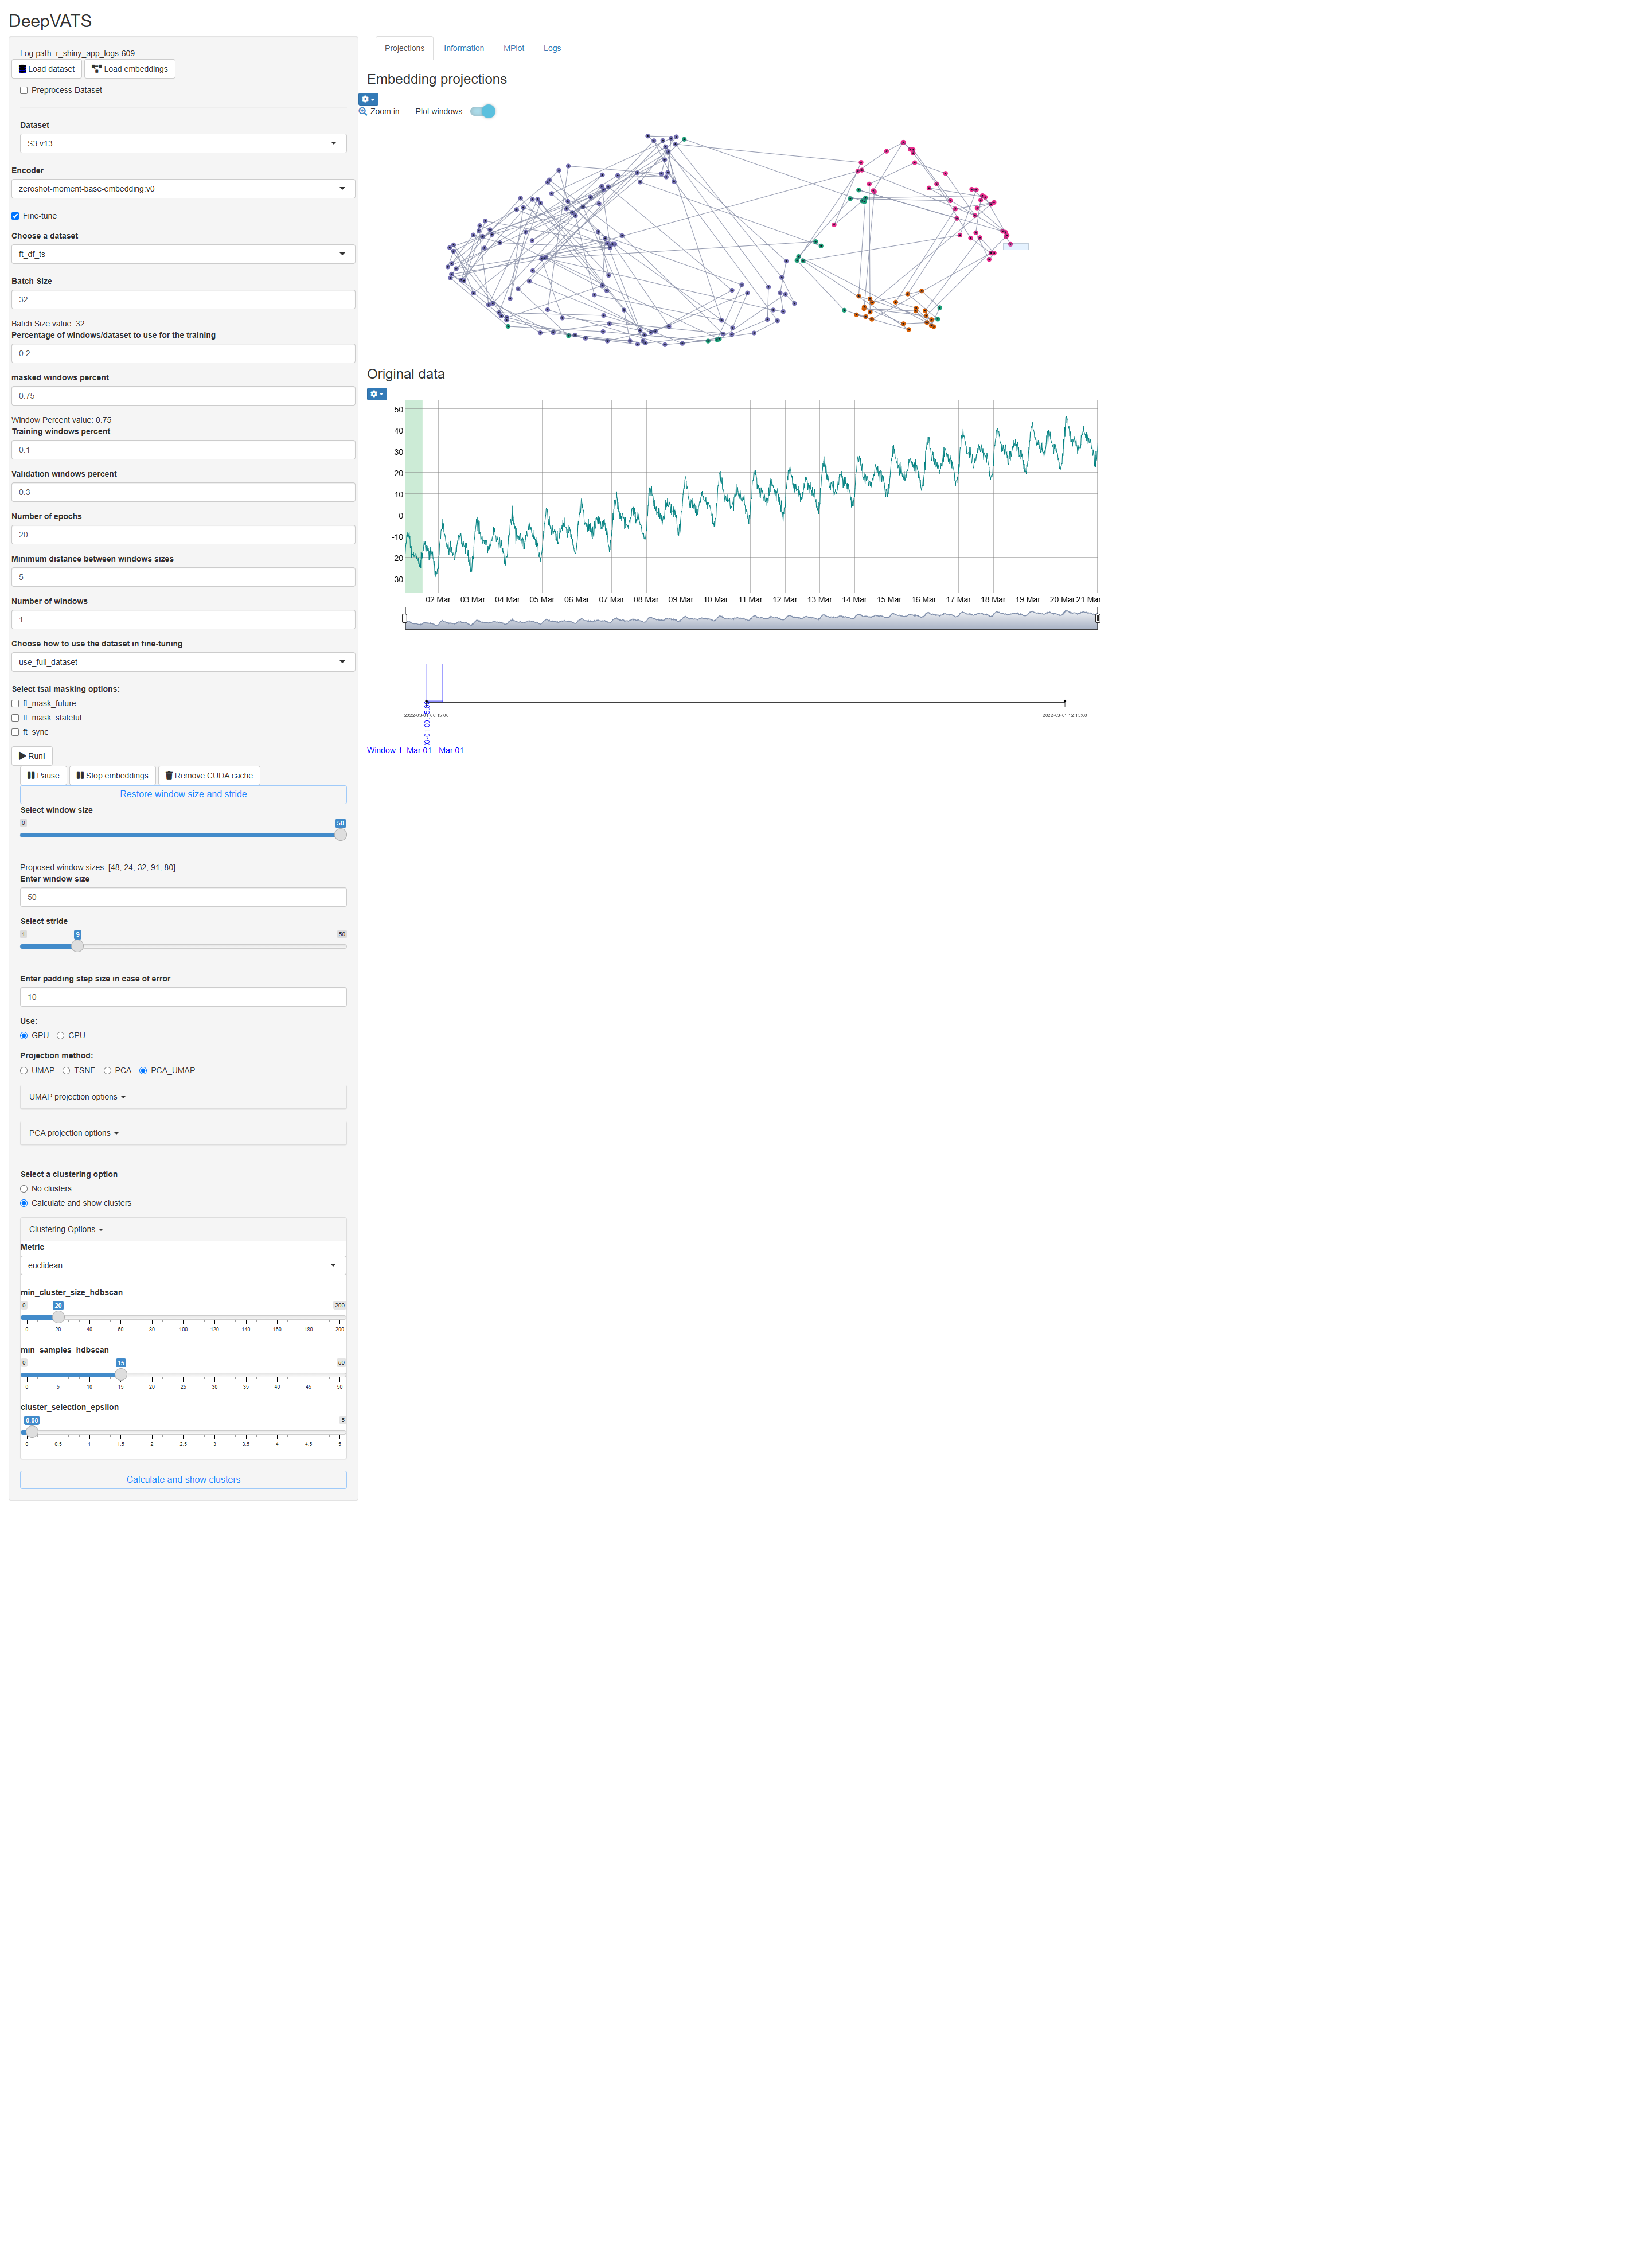 DeepVATS
Log path: r_shiny_app_logs-609
Load dataset
Load embeddings
Preprocess Dataset
Dataset
S3:v13
Encoder
zeroshot-moment-base-embedding:v0
Fine-tune
Choose a dataset
ft_df_ts
Batch Size
32
Batch Size value: 32
Percentage of windows/dataset to use for the training
0.2
masked windows percent
0.75
Window Percent value: 0.75
Training windows percent
0.1
Validation windows percent
0.3
Number of epochs
20
Minimum distance between windows sizes
5
Number of windows
1
Choose how to use the dataset in fine-tuning
use_full_dataset
Select tsai masking options:
ft_mask_future
ft_mask_stateful
ft_sync
Run!
Pause
Stop embeddings
Remove CUDA cache
Restore window size and stride
Select window size
0 50
Proposed window sizes: [48, 24, 32, 91, 80]
Enter window size
50
Select stride
1 9 50
Enter padding step size in case of error
10
Use:
GPU CPU
Projection method:
UMAP TSNE PCA PCA_UMAP
UMAP projection options
PCA projection options
Select a clustering option
No clusters
Calculate and show clusters
Clustering Options
Metric
euclidean
min_cluster_size_hdbscan
0 20 200
0 20 40 60 80 100 120 140 160 180 200
min_samples_hdbscan
0 15 50
0 5 10 15 20 25 30 35 40 45 50
cluster_selection_epsilon
0.08 5
0 0.5 1 1.5 2 2.5 3 3.5 4 4.5 5
Calculate and show clusters
Projections Information MPlot Logs
Embedding projections
Zoom in Plot windows
Original data
50
40
30
20
10
0
-10
-20
-30
02 Mar 03 Mar 04 Mar 05 Mar 06 Mar 07 Mar 08 Mar 09 Mar 10 Mar 11 Mar 12 Mar 13 Mar 14 Mar 15 Mar 16 Mar 17 Mar 18 Mar 19 Mar 20 Mar 21 Mar
2022-03-01 12:15:00
Window 1: Mar 01 - Mar 01